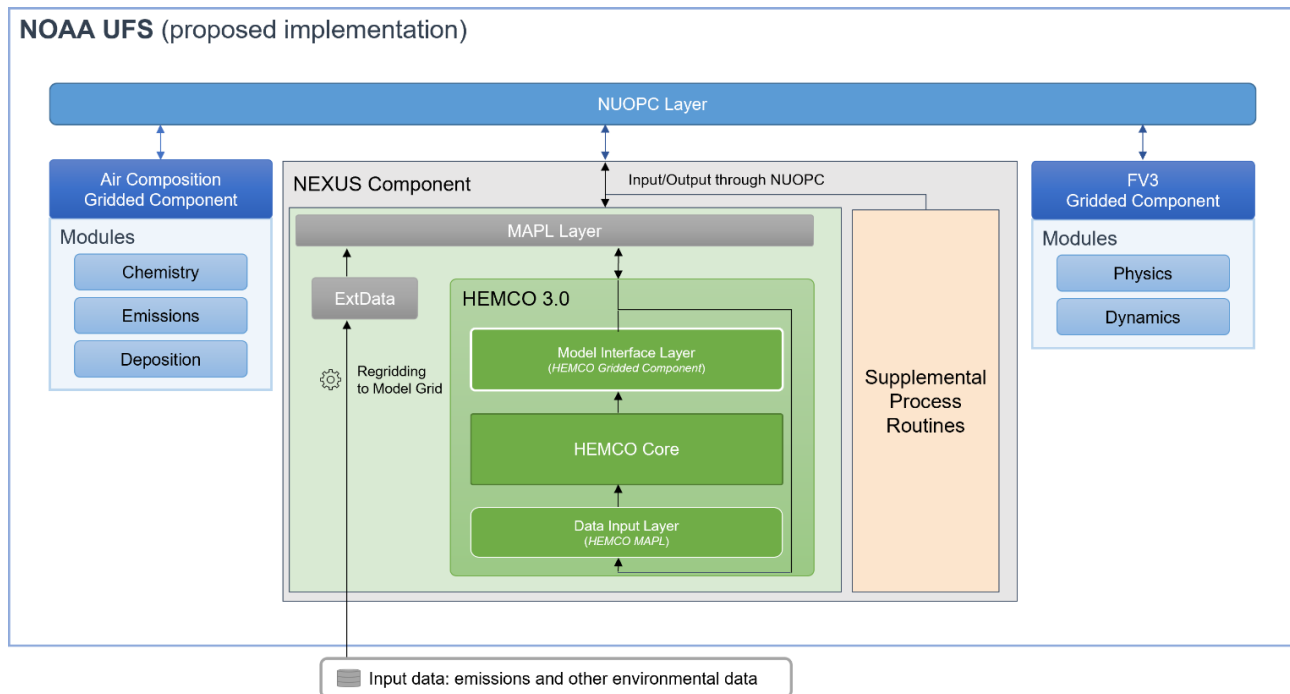 NOAA UFS (proposed implementation)
NUOPC Layer
Air Composition
Gridded Component
Modules
Chemistry
Emissions
Deposition
NEXUS Component
Input/Output through NUOPC
MAPL Layer
ExtData
Regridding
to Model Grid
HEMCO 3.0
Model Interface Layer
(HEMCO Gridded Component)
HEMCO Core
Data Input Layer
(HEMCO MAPL)
Supplemental
Process
Routines
FV3
Gridded Component
Modules
Physics
Dynamics
Input data: emissions and other environmental data